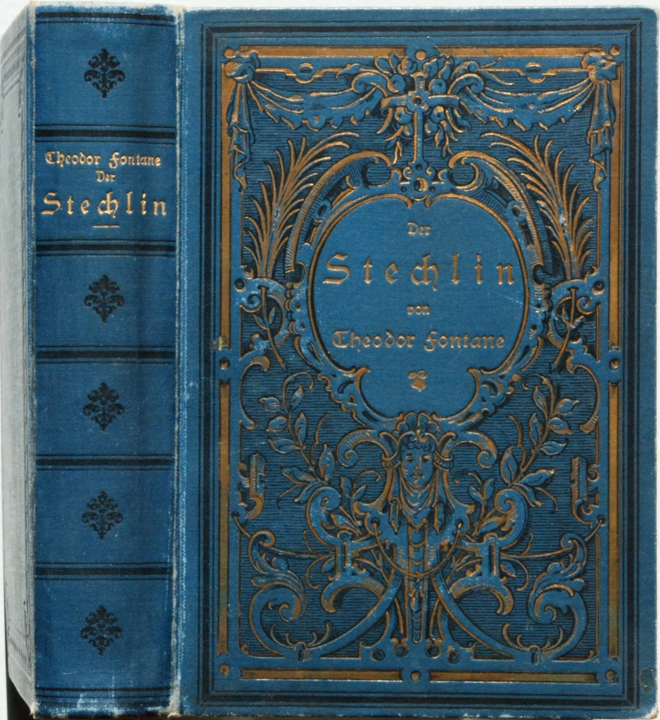 Theodor Fontane
Der
Stechlin
Der
Stechlin
von
Theodor Fontane